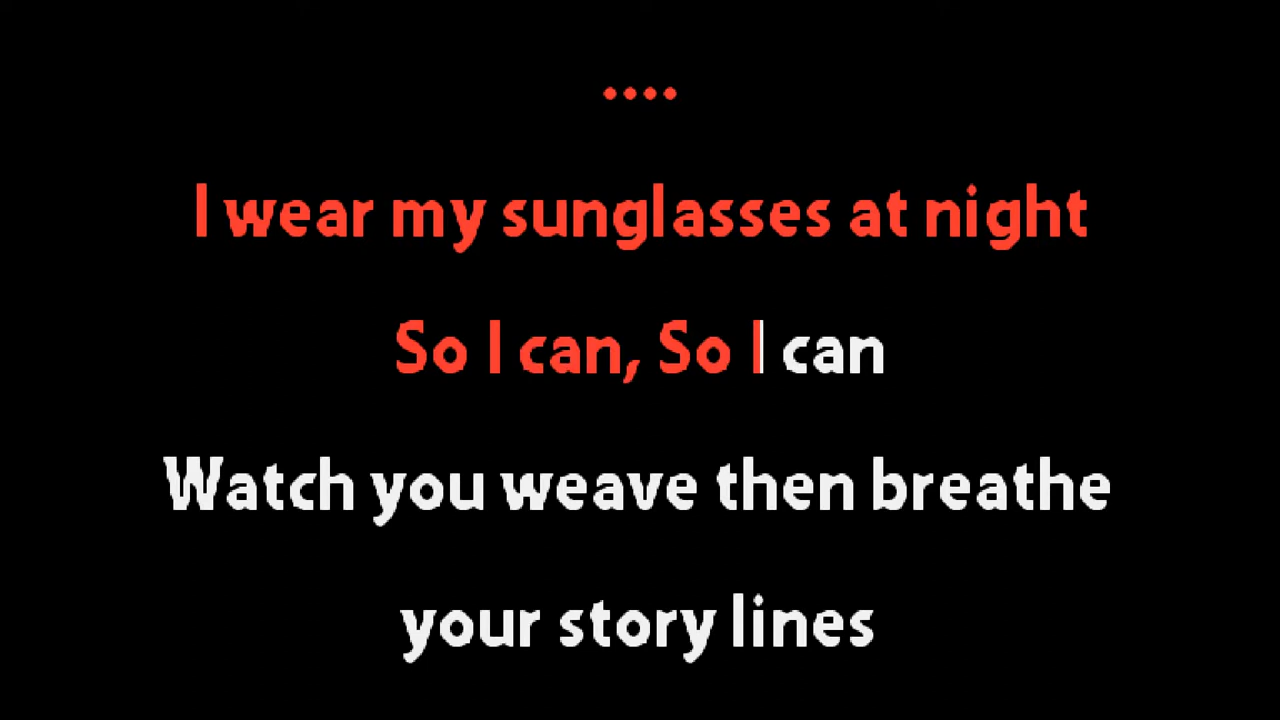 ....
I wear my sunglasses at night
So I can, So I can
Watch you weave then breathe
your story lines